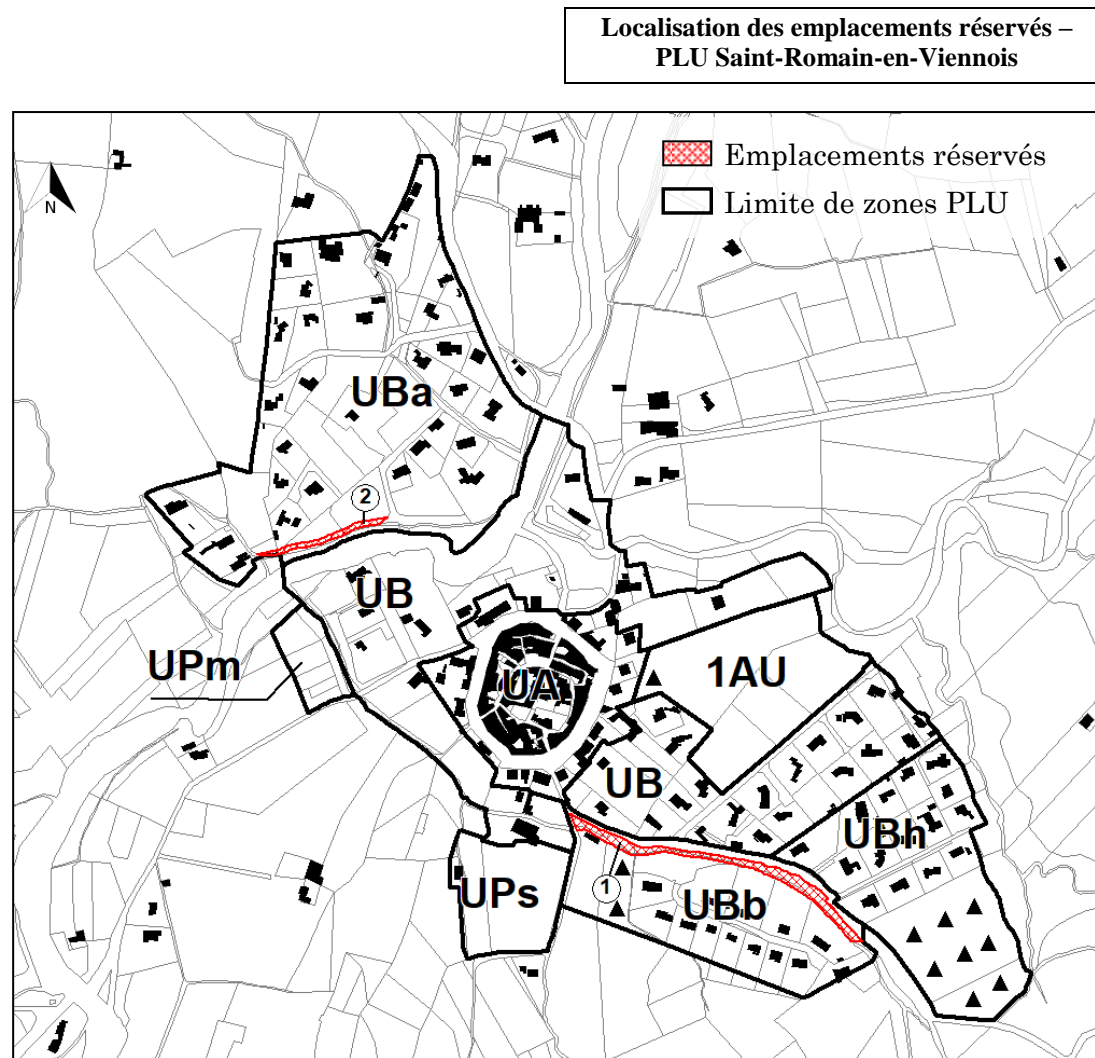 Localisation des emplacements réservés –
PLU Saint-Romain-en-Viennois
Emplacements réservés
Limite de zones PLU
N
UBa
2
UB
UPm
UA
1AU
UB
UBh
UPs
1
UBb